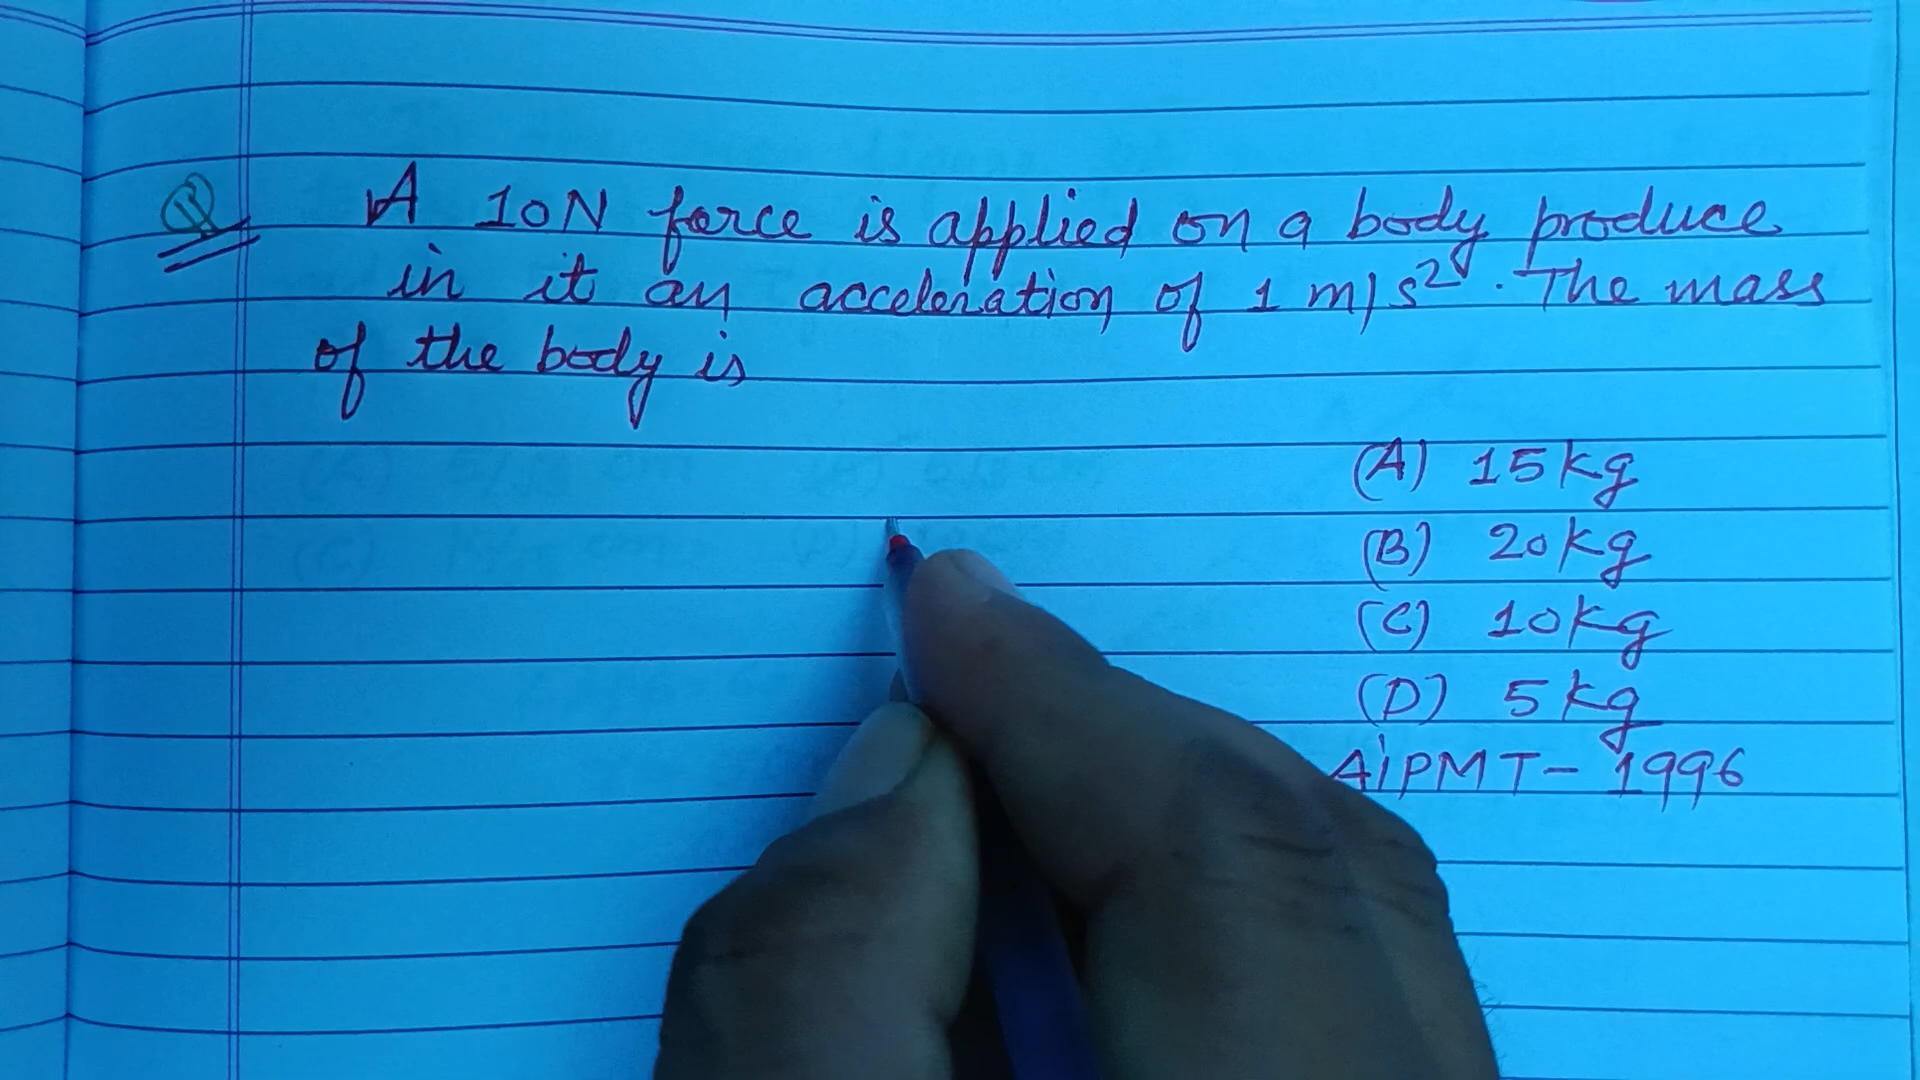 Q A 10N force is applied on a body produce
in it an acceleration of 1 m/s². The mass
of the body is
(A) 15kg
(B) 20kg
(C) 10kg
(D) 5kg
AiPMT- 1996